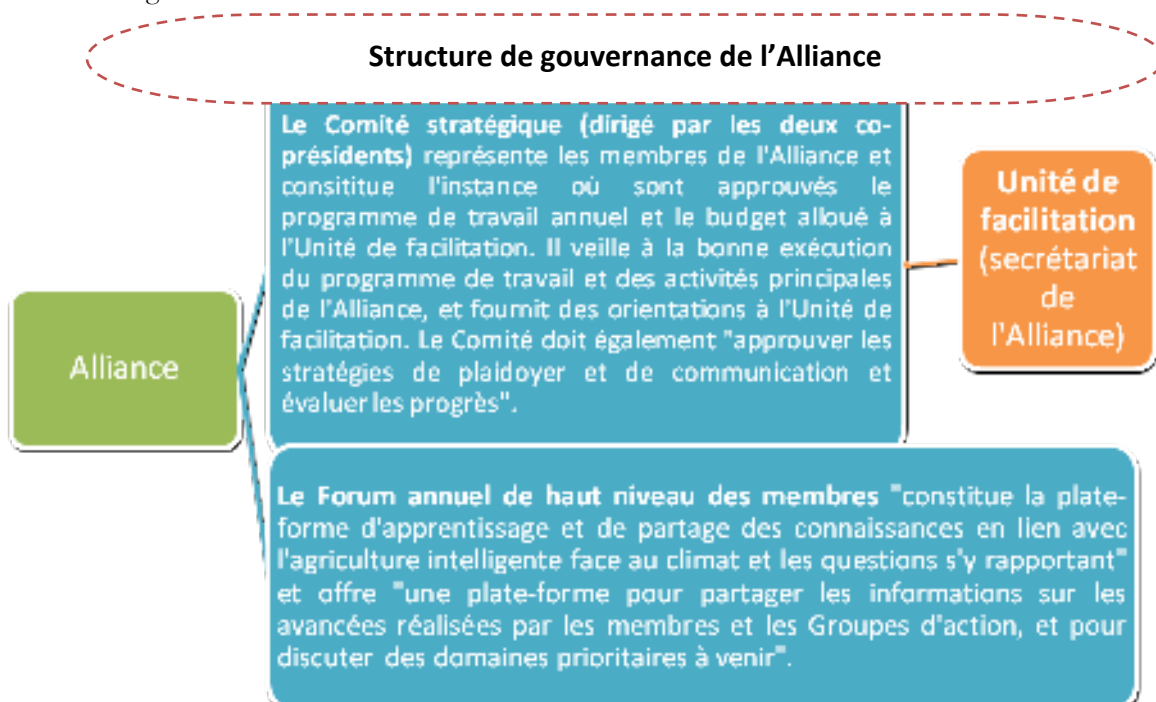 Structure de gouvernance de l’Alliance
Le Comité stratégique (dirigé par les deux co-
présidents) représente les membres de l'Alliance et
consititue l'instance où sont approuvés le
programme de travail annuel et le budget alloué à
l'Unité de facilitation. Il veille à la bonne exécution
du programme de travail et des activités principales
de l'Alliance, et fournit des orientations à l'Unité de
facilitation. Le Comité doit également "approuver les
stratégies de plaidoyer et de communication et
évaluer les progrès".
Unité de
facilitation
(secrétariat
de
l'Alliance)
Alliance
Le Forum annuel de haut niveau des membres "constitue la plate-
forme d'apprentissage et de partage des connaissances en lien avec
l'agriculture intelligente face au climat et les questions s'y rapportant"
et offre "une plate-forme pour partager les informations sur les
avancées réalisées par les membres et les Groupes d'action, et pour
discuter des domaines prioritaires à venir".